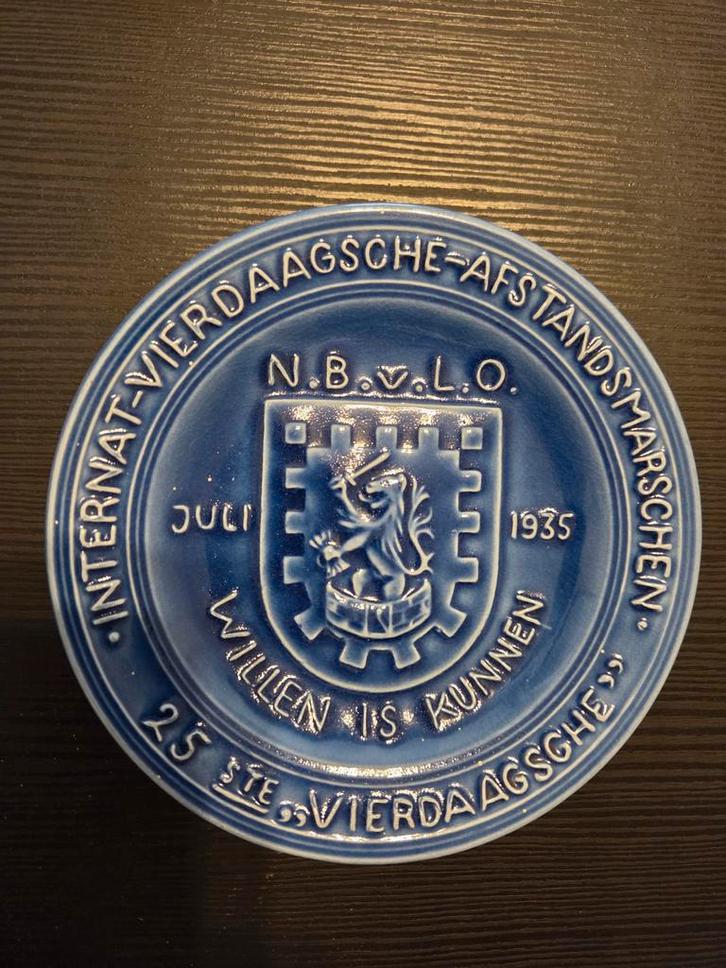 ·INTERNAT-VIERDAAGSCHE-AFSTANDSMARSCHEN·
N.B.v.L.O.
JULI 1935
WILLEN IS KUNNEN
25 STE „VIERDAAGSCHE”